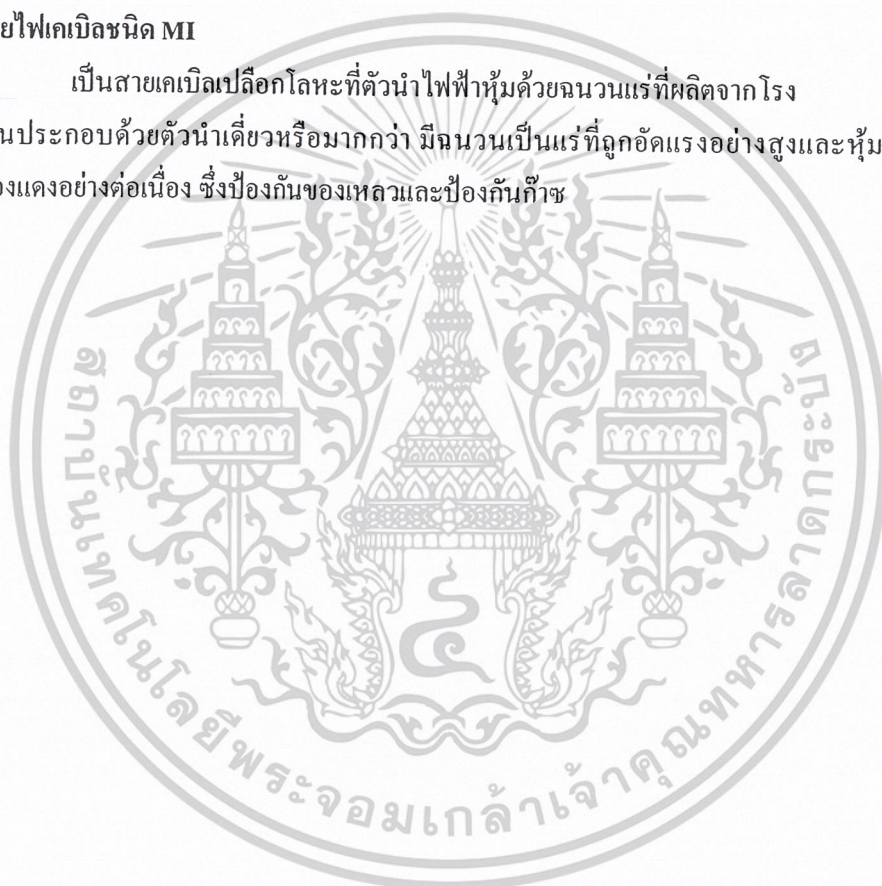 ยไฟเคเบิลชนิด MI
เป็นสายเคเบิลเปลือกโลหะที่ตัวนำไฟฟ้าหุ้มด้วยฉนวนแร่ที่ผลิตจากโรง
นประกอบด้วยตัวนำเดี่ยวหรือมากกว่า มีฉนวนเป็นแร่ที่ถูกอัดแรงอย่างสูงและหุ้ม
องแดงอย่างต่อเนื่อง ซึ่งป้องกันของเหลวและป้องกันก๊าซ
สถาบันเทคโนโลยีพระจอมเกล้าเจ้าคุณทหารลาดกระบัง
๔